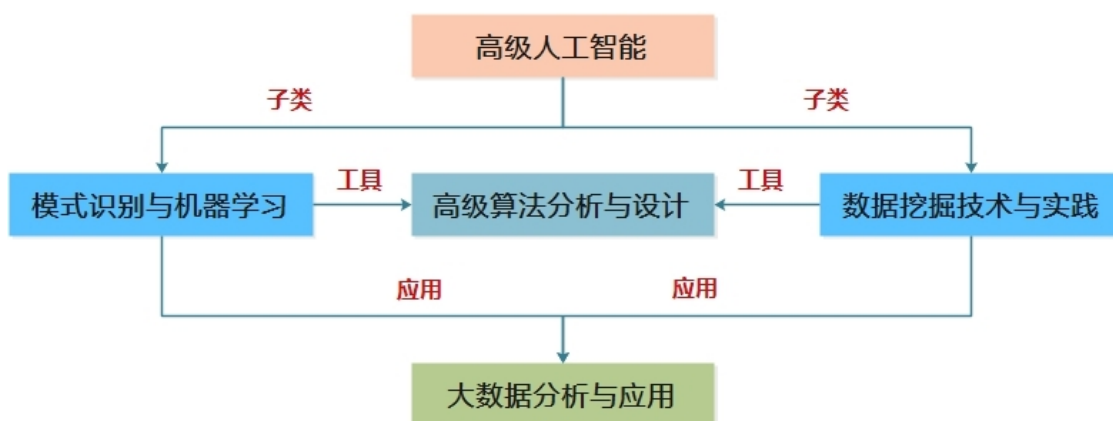 高级人工智能
子类
子类
模式识别与机器学习
工具
高级算法分析与设计
工具
数据挖掘技术与实践
应用
应用
大数据分析与应用